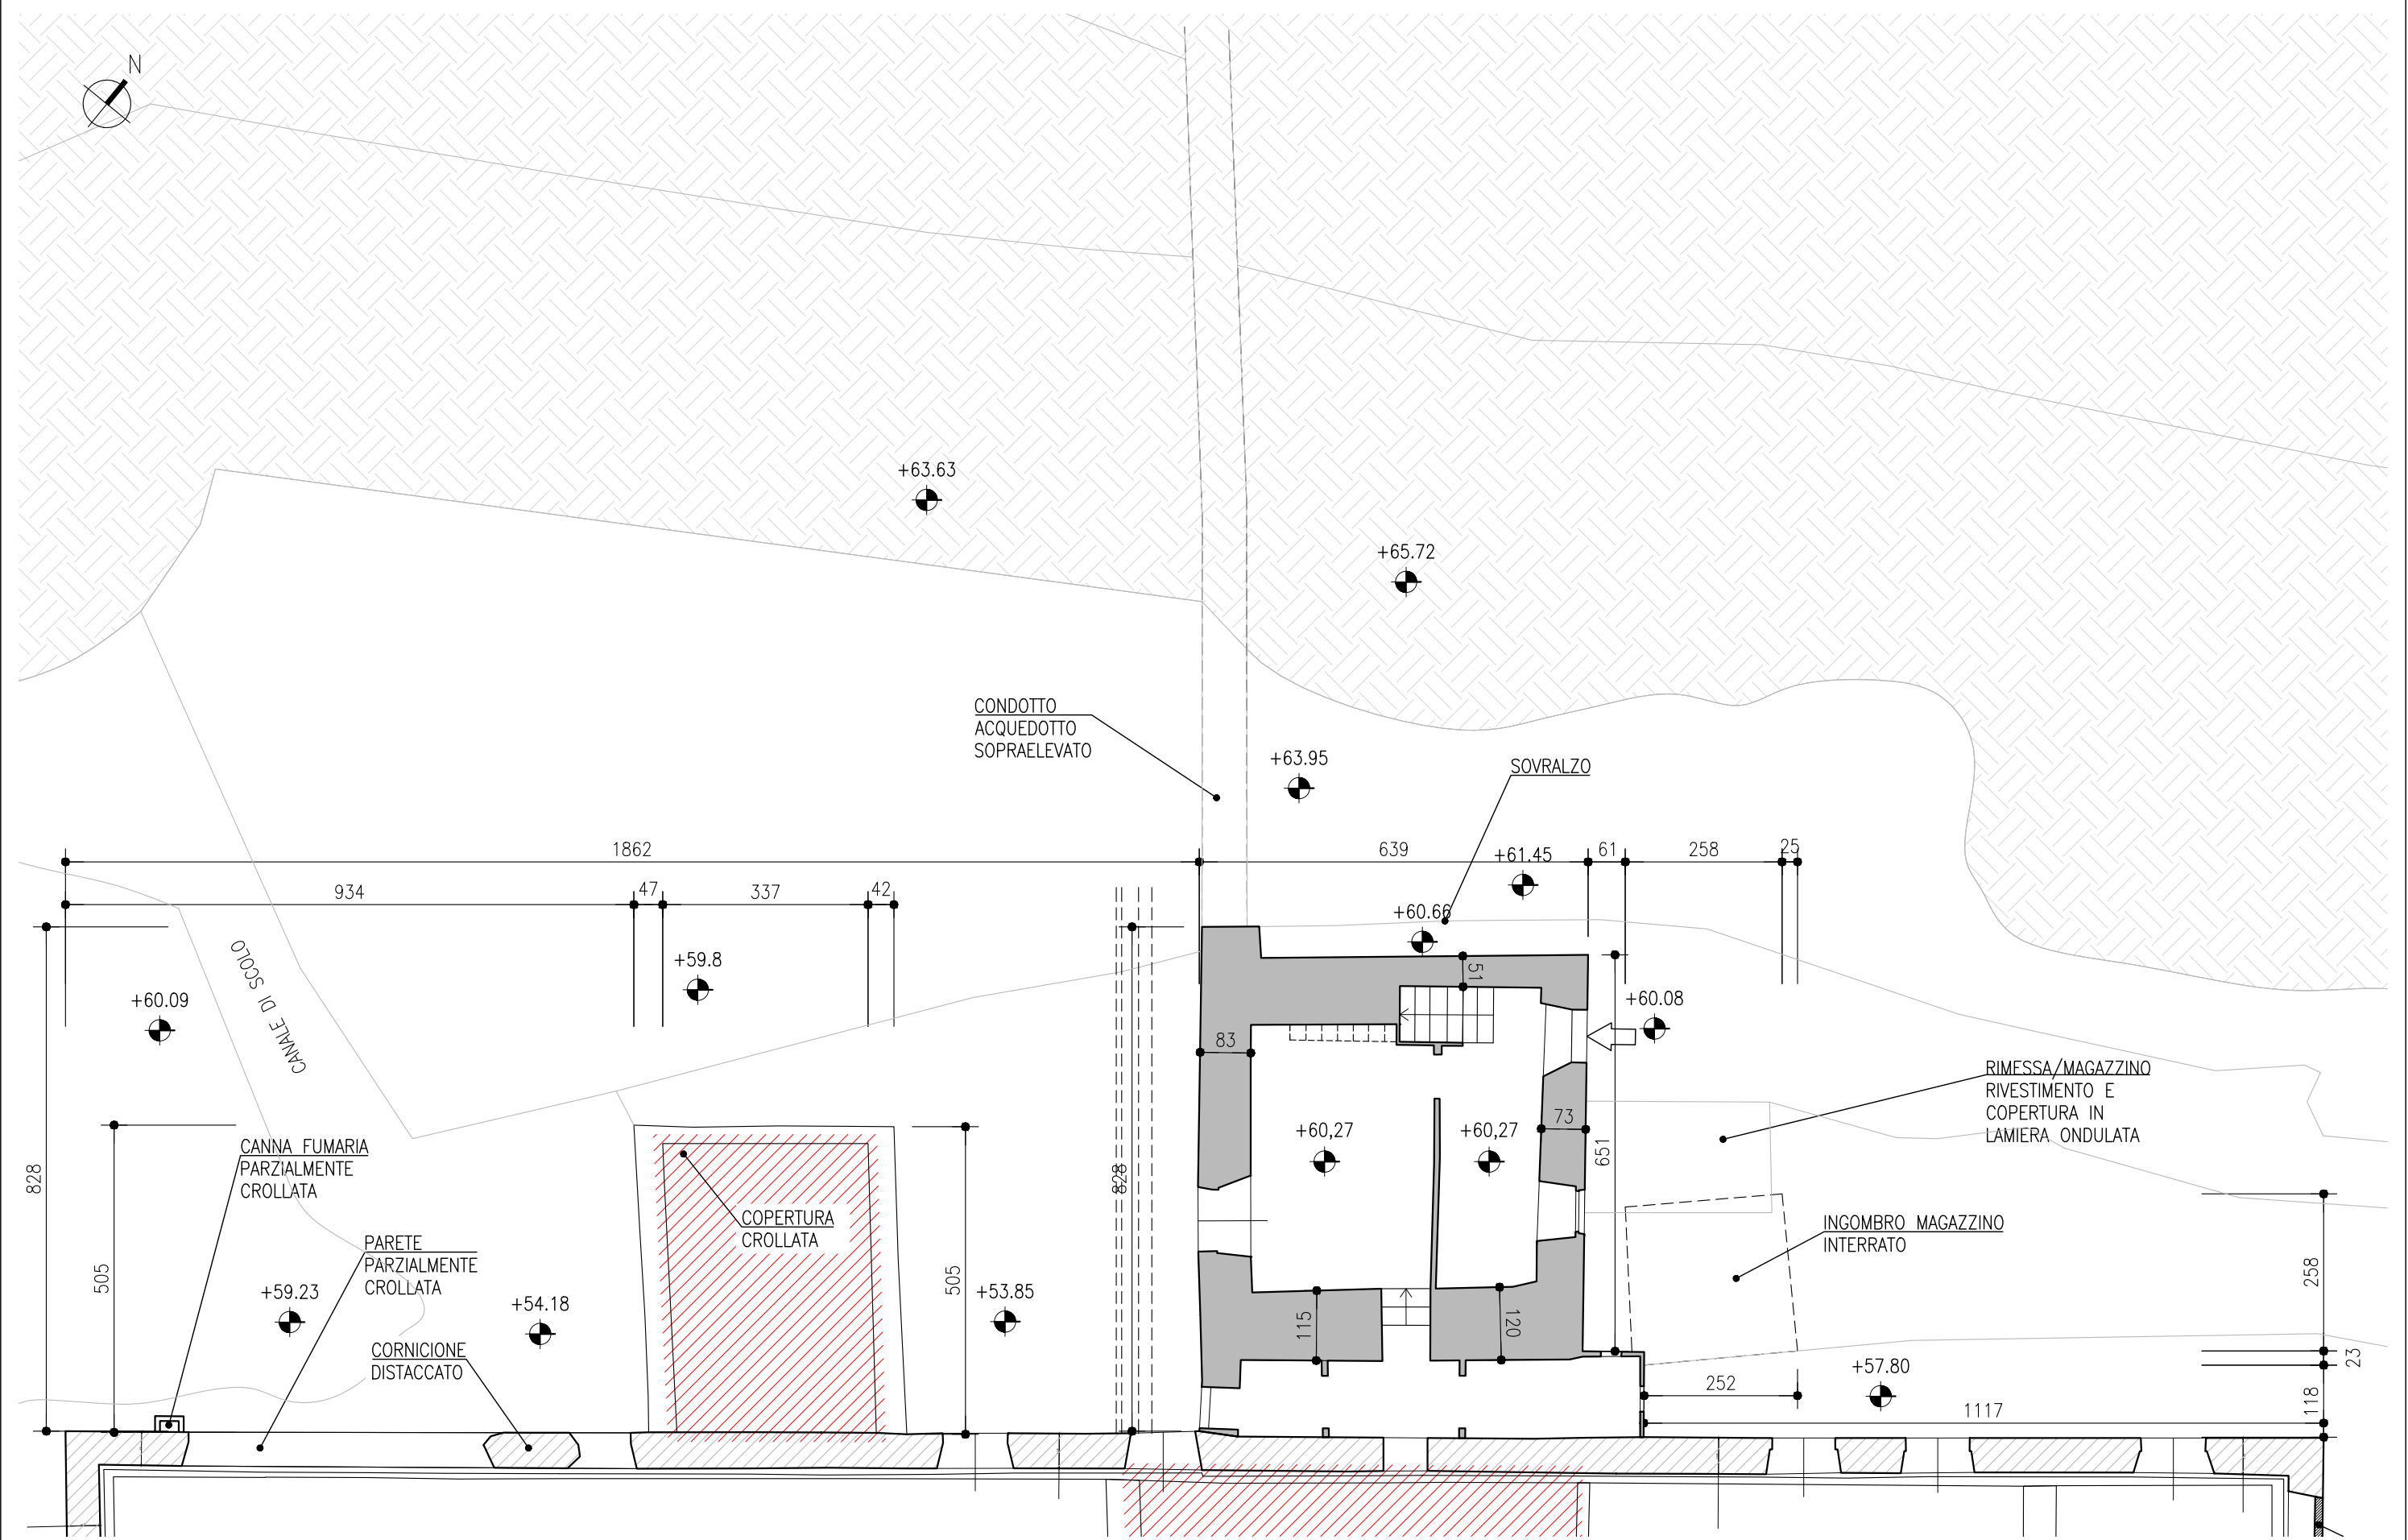 N
+63.63
+65.72
CONDOTTO
ACQUEDOTTO
SOPRAELEVATO
+63.95
SOVRALZO
1862
639
+61.45
61
258
25
934
47
337
42
+60.66
CANALE DI SCOLO
+59.8
51
+60.09
+60.08
83
RIMESSA/MAGAZZINO
RIVESTIMENTO E
COPERTURA IN
LAMIERA ONDULATA
73
+60,27
+60,27
651
828
828
CANNA FUMARIA
PARZIALMENTE
CROLLATA
COPERTURA
CROLLATA
INGOMBRO MAGAZZINO
INTERRATO
PARETE
PARZIALMENTE
CROLLATA
505
505
258
+59.23
+54.18
+53.85
115
120
CORNICIONE
DISTACCATO
23
+57.80
252
118
1117